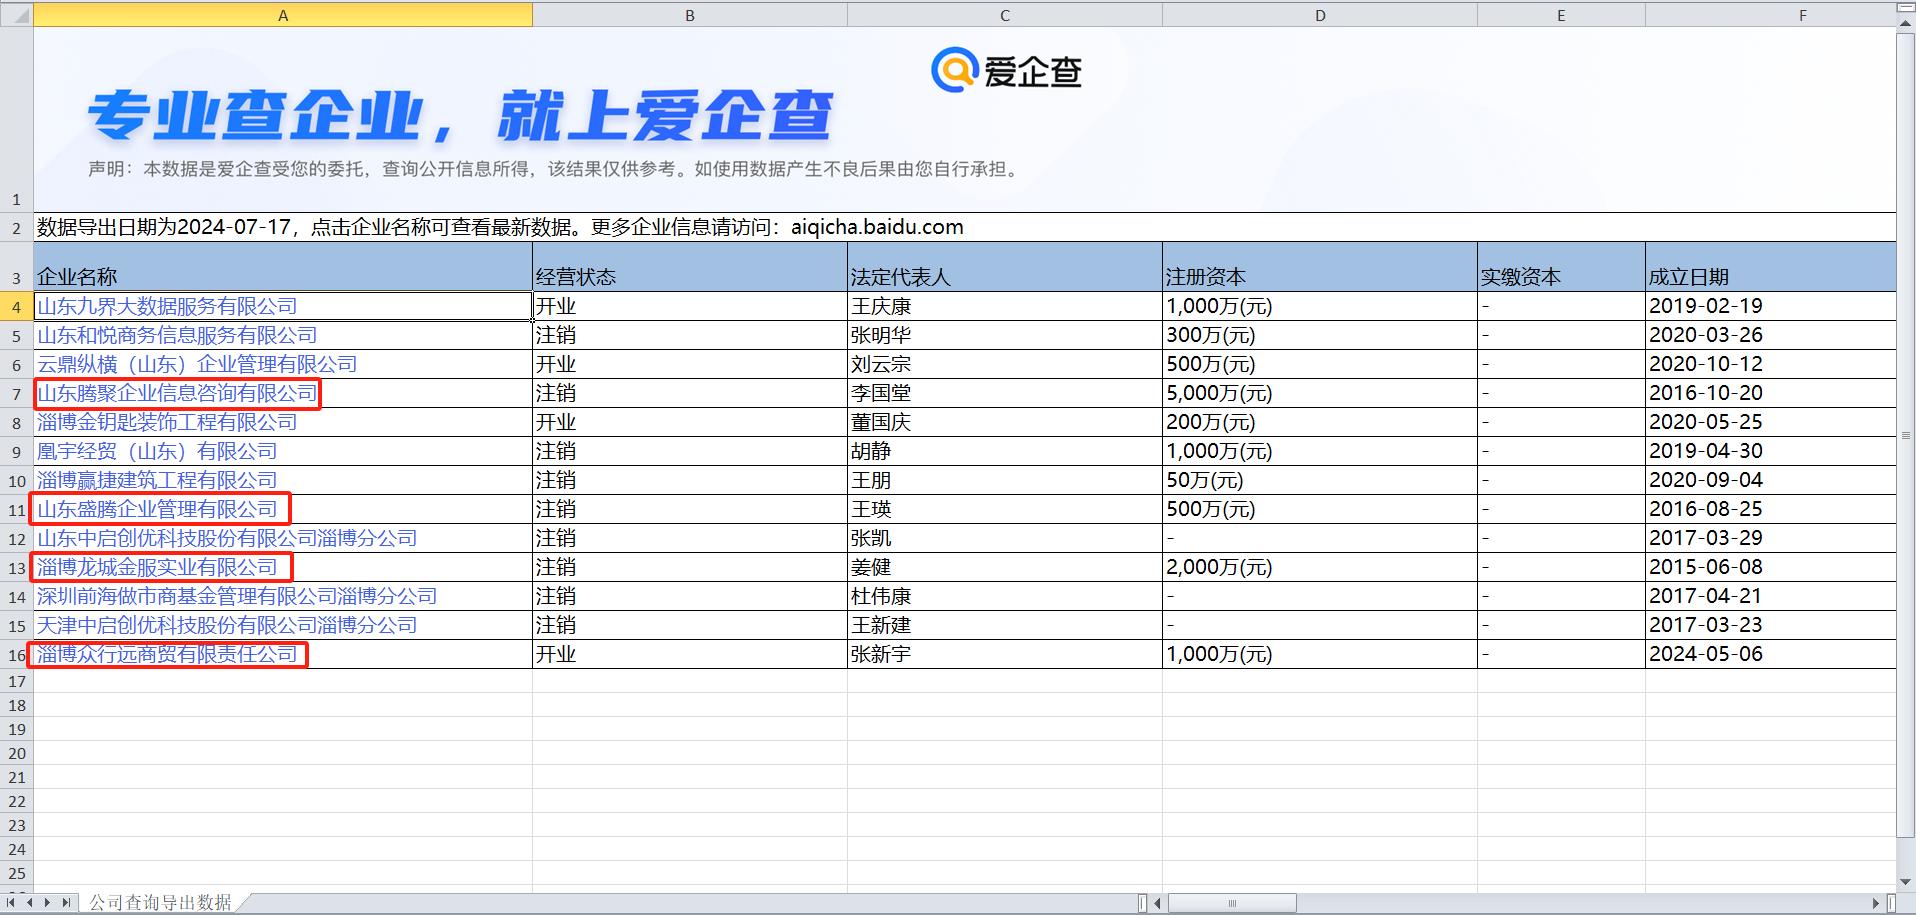 A B C D E F
爱企查
专业查企业，就上爱企查
声明：本数据是爱企查受您的委托，查询公开信息所得，该结果仅供参考。如使用数据产生不良后果由您自行承担。
1
2 数据导出日期为2024-07-17，点击企业名称可查看最新数据。更多企业信息请访问：aiqicha.baidu.com
3 企业名称 经营状态 法定代表人 注册资本 实缴资本 成立日期
4 山东九界大数据服务有限公司 开业 王庆康 1,000万(元) - 2019-02-19
5 山东和悦商务信息服务有限公司 注销 张明华 300万(元) - 2020-03-26
6 云鼎纵横（山东）企业管理有限公司 开业 刘云宗 500万(元) - 2020-10-12
7 山东腾聚企业信息咨询有限公司 注销 李国堂 5,000万(元) - 2016-10-20
8 淄博金钥匙装饰工程有限公司 开业 董国庆 200万(元) - 2020-05-25
9 凰宇经贸（山东）有限公司 注销 胡静 1,000万(元) - 2019-04-30
10 淄博赢捷建筑工程有限公司 注销 王朋 50万(元) - 2020-09-04
11 山东盛腾企业管理有限公司 注销 王瑛 500万(元) - 2016-08-25
12 山东中启创优科技股份有限公司淄博分公司 注销 张凯 - - 2017-03-29
13 淄博龙城金服实业有限公司 注销 姜健 2,000万(元) - 2015-06-08
14 深圳前海做市商基金管理有限公司淄博分公司 注销 杜伟康 - - 2017-04-21
15 天津中启创优科技股份有限公司淄博分公司 注销 王新建 - - 2017-03-23
16 淄博众行远商贸有限责任公司 开业 张新宇 1,000万(元) - 2024-05-06
17
18
19
20
21
22
23
24
25
公司查询导出数据